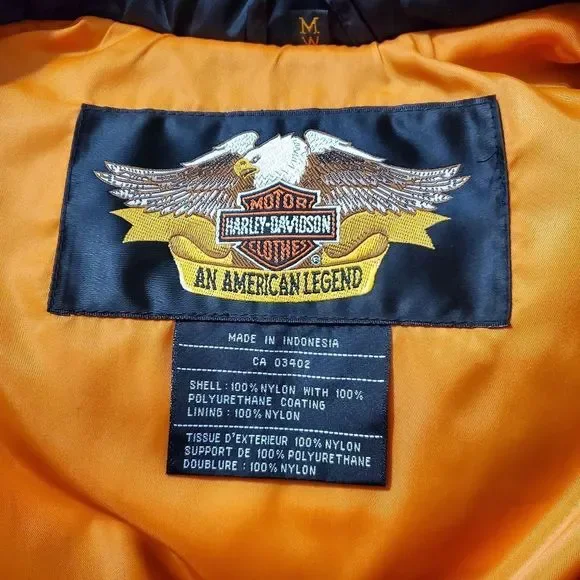 M
W
MOTOR
HARLEY-DAVIDSON
CLOTHES
®
AN AMERICAN LEGEND
MADE IN INDONESIA
CA 03402
SHELL: 100% NYLON WITH 100%
POLYURETHANE COATING
LINING : 100% NYLON
TISSUE D'EXTERIEUR 100% NYLON
SUPPORT DE 100% POLYURETHANE
DOUBLURE : 100% NYLON